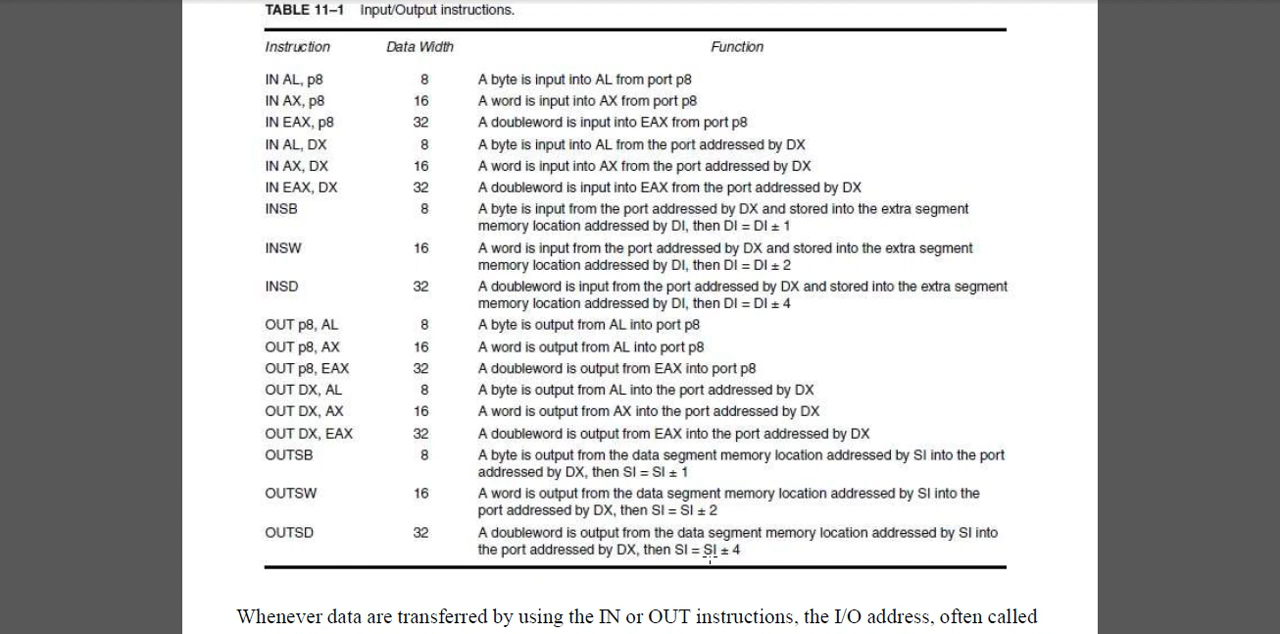 TABLE 11–1 Input/Output instructions.
Instruction Data Width Function
IN AL, p8 8 A byte is input into AL from port p8
IN AX, p8 16 A word is input into AX from port p8
IN EAX, p8 32 A doubleword is input into EAX from port p8
IN AL, DX 8 A byte is input into AL from the port addressed by DX
IN AX, DX 16 A word is input into AX from the port addressed by DX
IN EAX, DX 32 A doubleword is input into EAX from the port addressed by DX
INSB 8 A byte is input from the port addressed by DX and stored into the extra segment
memory location addressed by DI, then DI = DI ± 1
INSW 16 A word is input from the port addressed by DX and stored into the extra segment
memory location addressed by DI, then DI = DI ± 2
INSD 32 A doubleword is input from the port addressed by DX and stored into the extra segment
memory location addressed by DI, then DI = DI ± 4
OUT p8, AL 8 A byte is output from AL into port p8
OUT p8, AX 16 A word is output from AL into port p8
OUT p8, EAX 32 A doubleword is output from EAX into port p8
OUT DX, AL 8 A byte is output from AL into the port addressed by DX
OUT DX, AX 16 A word is output from AX into the port addressed by DX
OUT DX, EAX 32 A doubleword is output from EAX into the port addressed by DX
OUTSB 8 A byte is output from the data segment memory location addressed by SI into the port
addressed by DX, then SI = SI ± 1
OUTSW 16 A word is output from the data segment memory location addressed by SI into the
port addressed by DX, then SI = SI ± 2
OUTSD 32 A doubleword is output from the data segment memory location addressed by SI into
the port addressed by DX, then SI = SI ± 4
Whenever data are transferred by using the IN or OUT instructions, the I/O address, often called